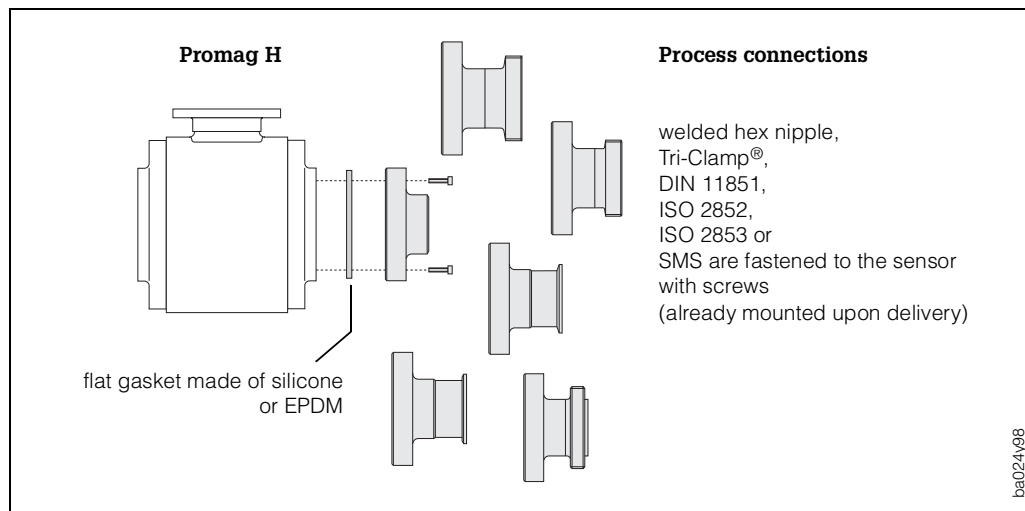 Promag H
Process connections
welded hex nipple,
Tri-Clamp®,
DIN 11851,
ISO 2852,
ISO 2853 or
SMS are fastened to the sensor
with screws
(already mounted upon delivery)
flat gasket made of silicone
or EPDM
ba024y98